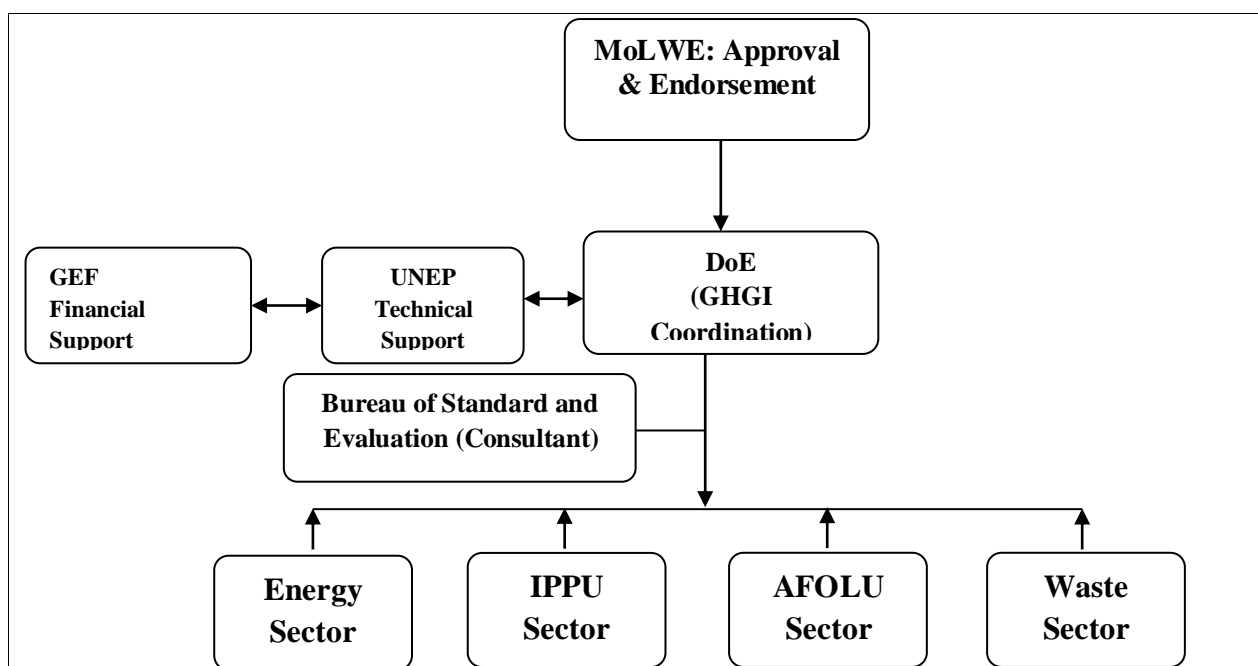 MoLWE: Approval
& Endorsement
GEF
Financial
Support
UNEP
Technical
Support
DoE
(GHGI
Coordination)
Bureau of Standard and
Evaluation (Consultant)
Energy
Sector
IPPU
Sector
AFOLU
Sector
Waste
Sector